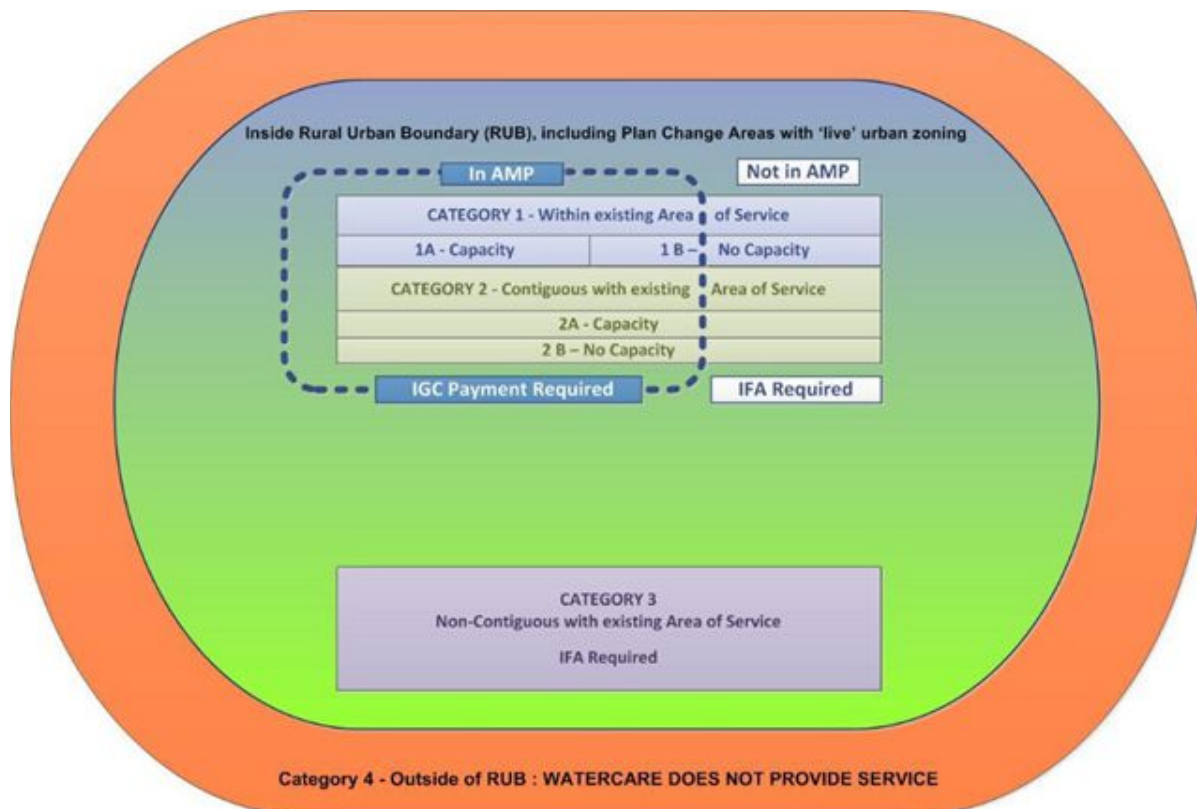 Inside Rural Urban Boundary (RUB), including Plan Change Areas with ‘live’ urban zoning
In AMP
Not in AMP
CATEGORY 1 - Within existing Area of Service
1A - Capacity
1 B – No Capacity
CATEGORY 2 - Contiguous with existing Area of Service
2A - Capacity
2 B – No Capacity
IGC Payment Required
IFA Required
CATEGORY 3
Non-Contiguous with existing Area of Service
IFA Required
Category 4 - Outside of RUB : WATERCARE DOES NOT PROVIDE SERVICE